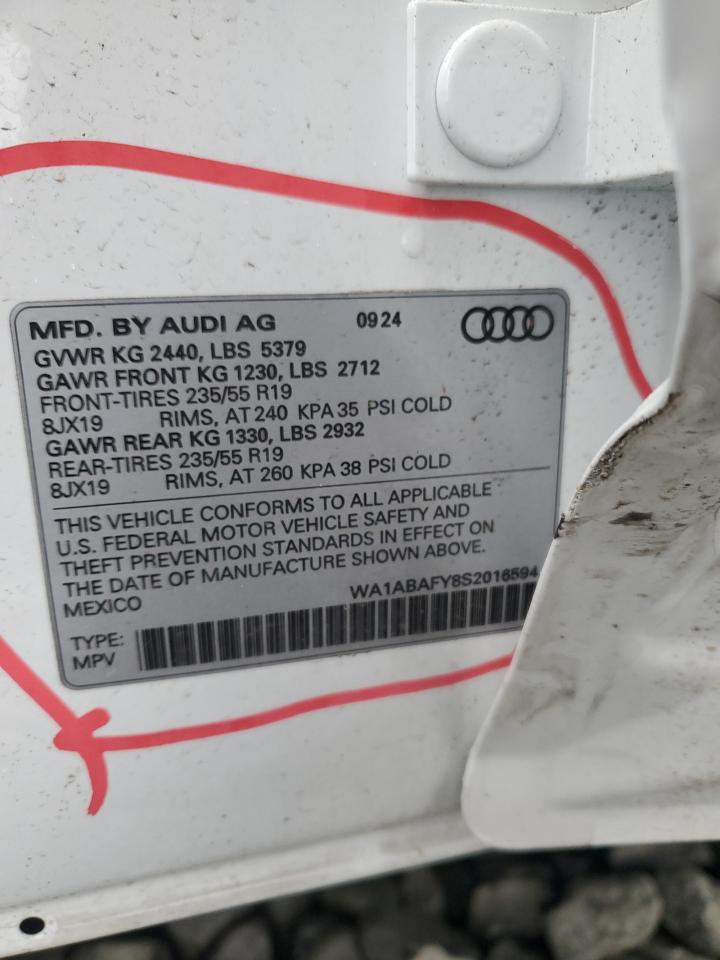 MFD. BY AUDI AG 0924
GVWR KG 2440, LBS 5379
GAWR FRONT KG 1230, LBS 2712
FRONT-TIRES 235/55 R19
8JX19 RIMS, AT 240 KPA 35 PSI COLD
GAWR REAR KG 1330, LBS 2932
REAR-TIRES 235/55 R19
8JX19 RIMS, AT 260 KPA 38 PSI COLD
THIS VEHICLE CONFORMS TO ALL APPLICABLE
U.S. FEDERAL MOTOR VEHICLE SAFETY AND
THEFT PREVENTION STANDARDS IN EFFECT ON
THE DATE OF MANUFACTURE SHOWN ABOVE.
MEXICO WA1ABAFY8S2016594
TYPE:
MPV